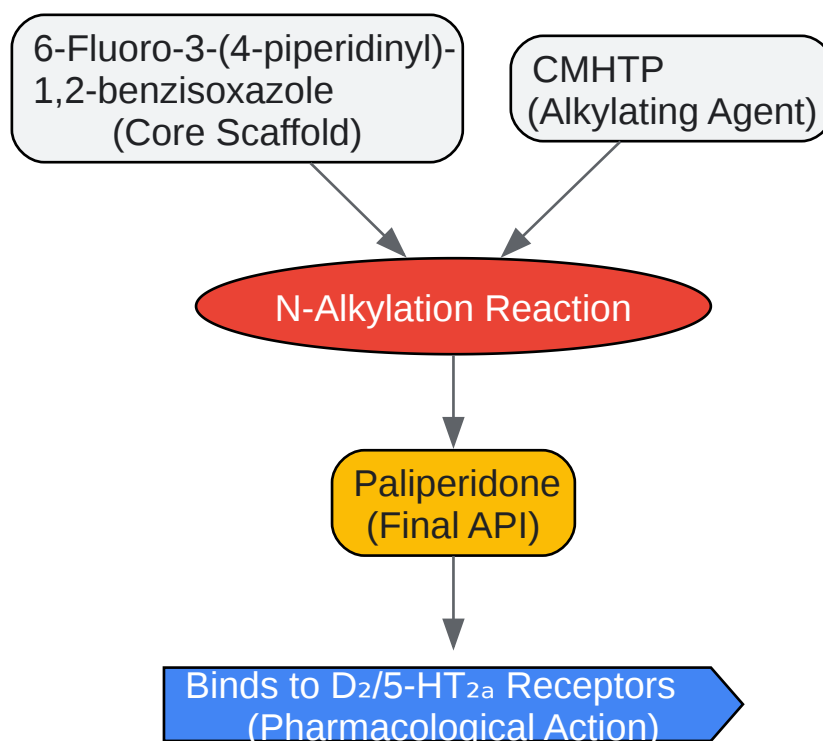 6-Fluoro-3-(4-piperidinyl)-
1,2-benzisoxazole
(Core Scaffold)
CMHTP
(Alkylating Agent)
N-Alkylation Reaction
Paliperidone
(Final API)
Binds to D₂/5-HT₂ₐ Receptors
(Pharmacological Action)